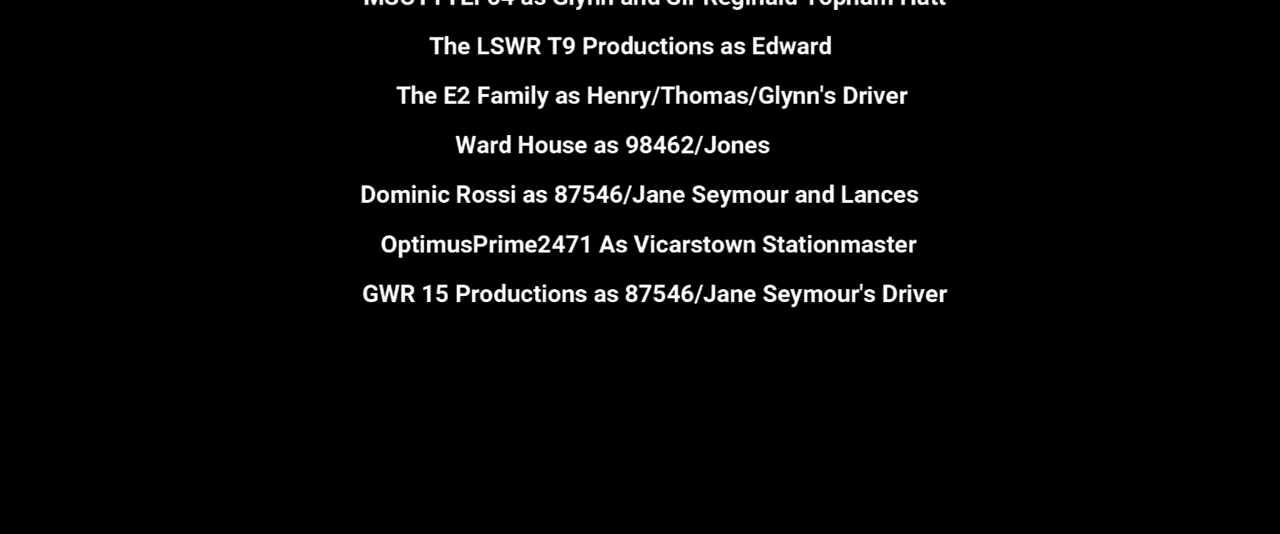 as Glynn and Sir Reginald Topham Hatt
The LSWR T9 Productions as Edward
The E2 Family as Henry/Thomas/Glynn's Driver
Ward House as 98462/Jones
Dominic Rossi as 87546/Jane Seymour and Lances
OptimusPrime2471 As Vicarstown Stationmaster
GWR 15 Productions as 87546/Jane Seymour's Driver